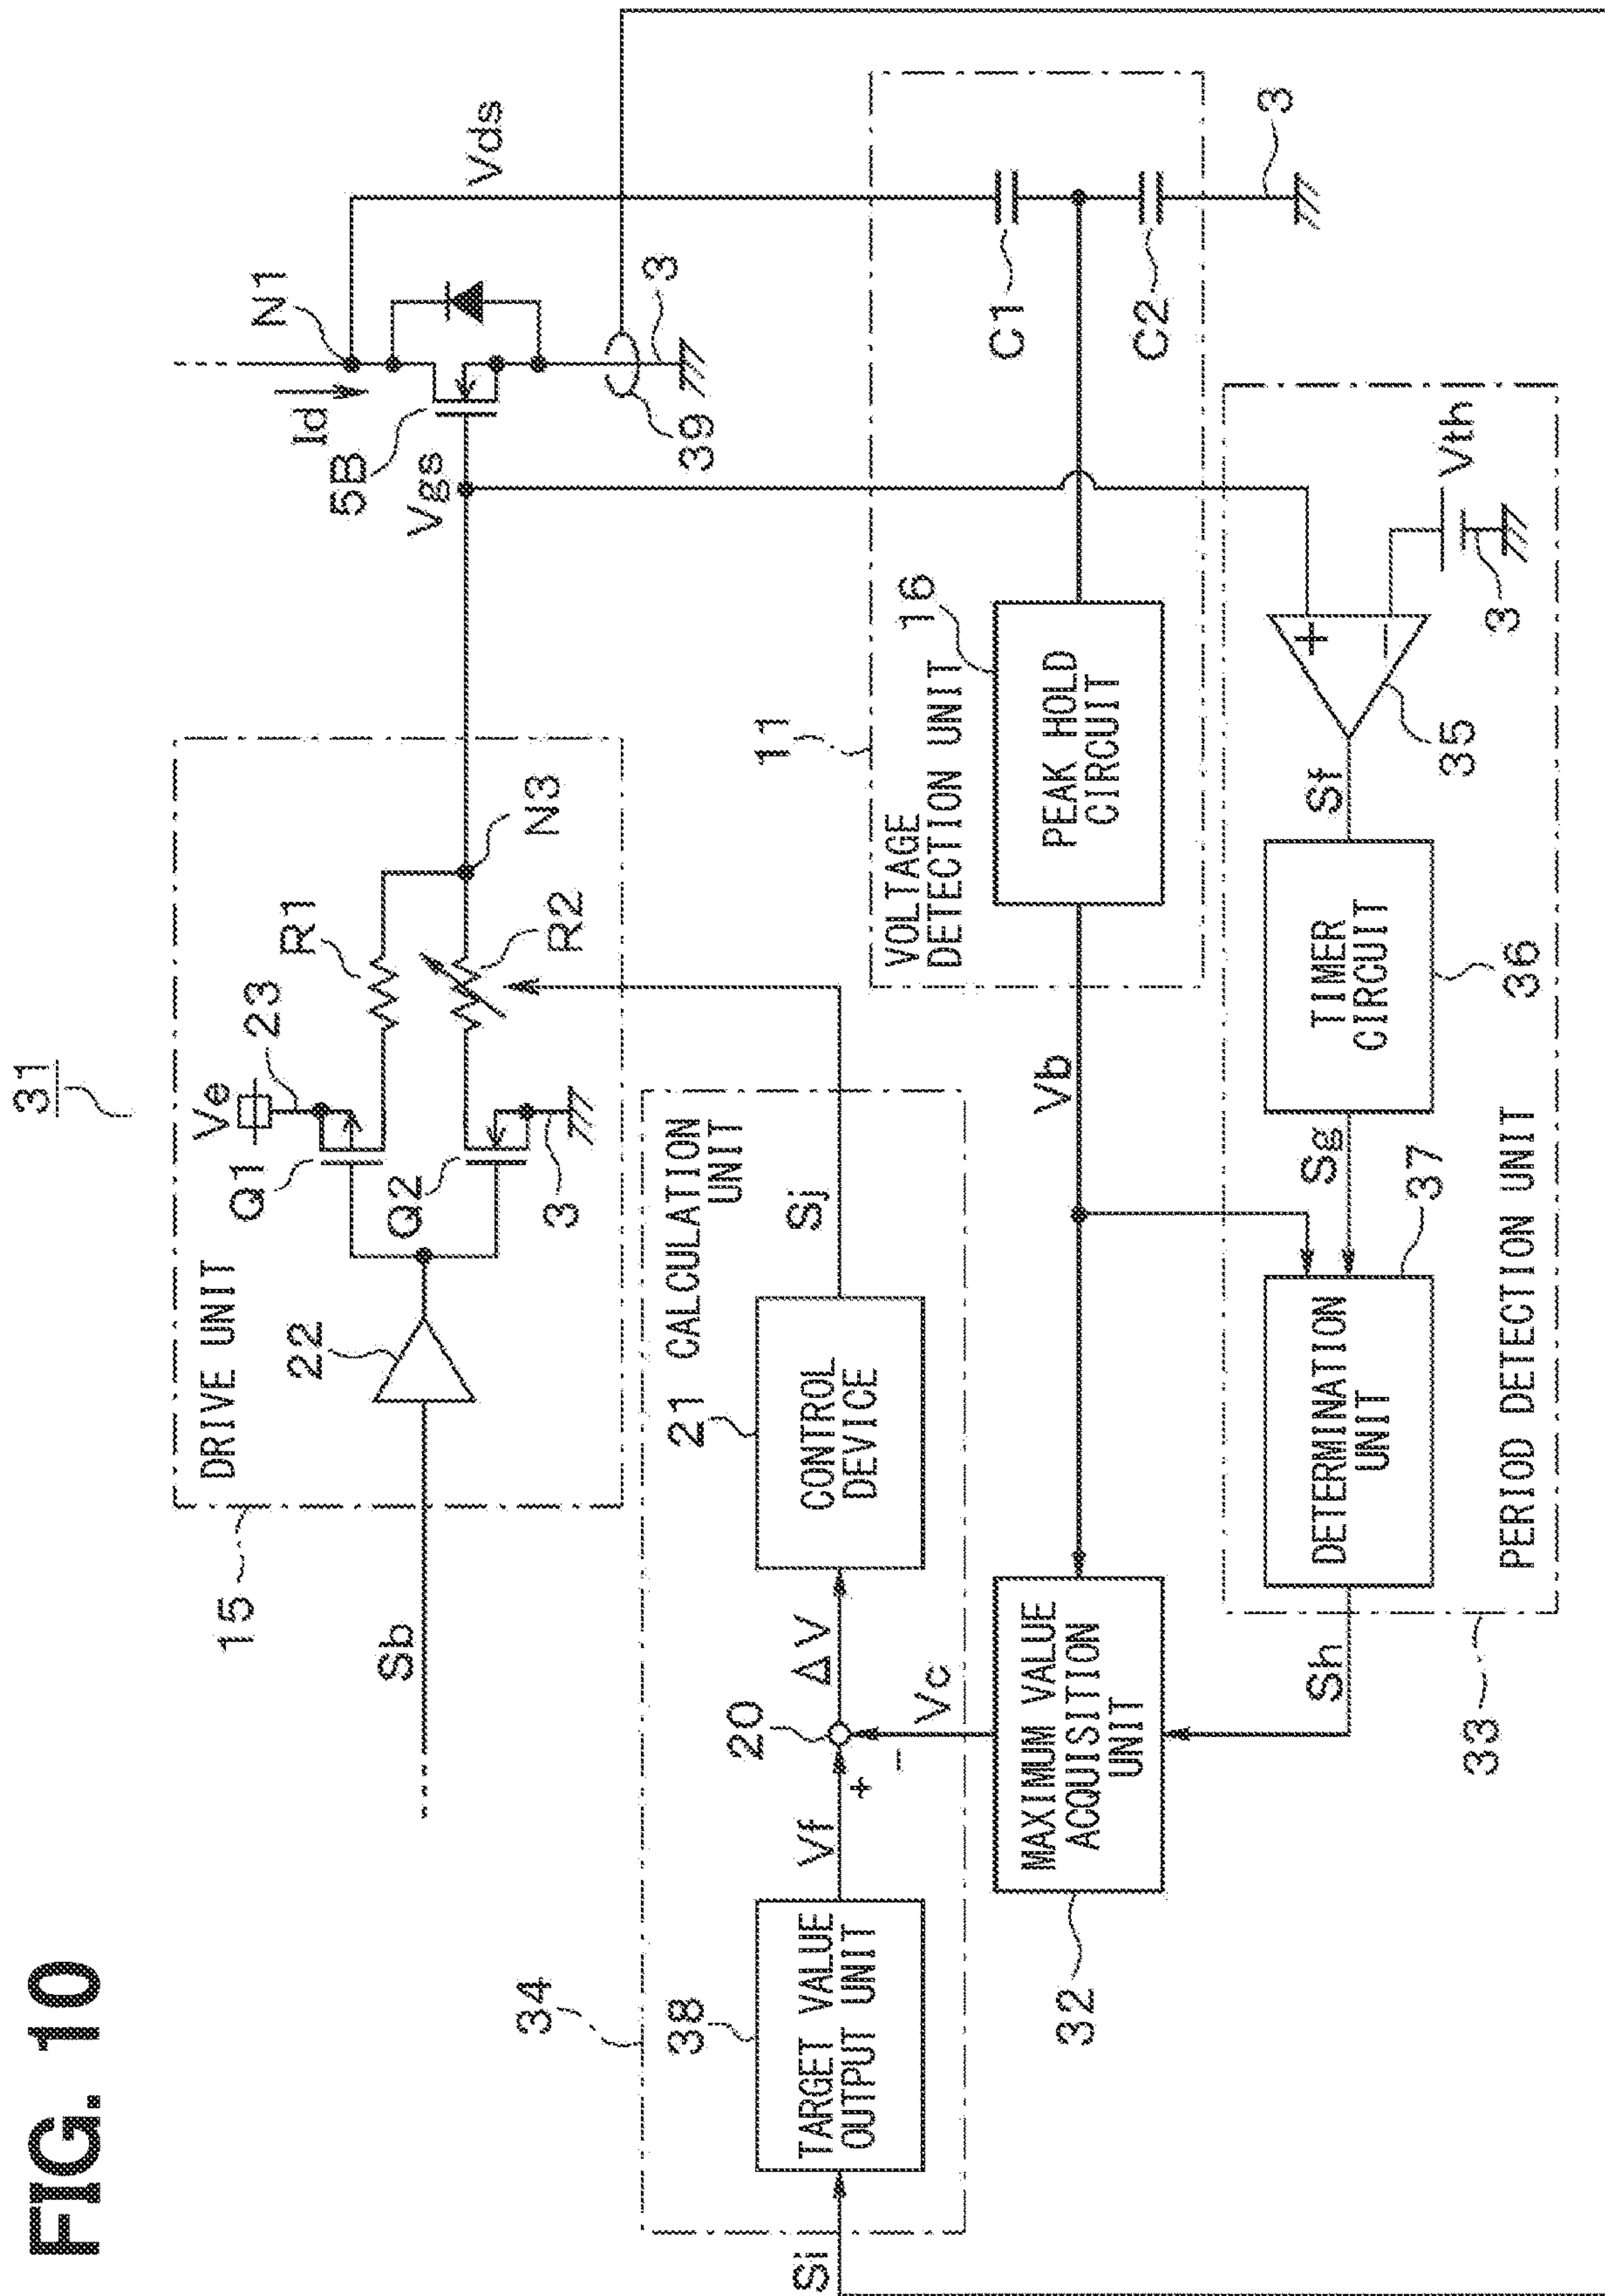 FIG. 10
31
DRIVE UNIT
15
Sb
22
Q1
Ve
23
Q2
3
R1
R2
N3
Id
N1
5B
Vgs
39
3
Vds
34
21 CALCULATION
UNIT
Si
38
TARGET VALUE
OUTPUT UNIT
Vf
+
-
20
ΔV
CONTROL
DEVICE
Sj
Vc
11
VOLTAGE
DETECTION UNIT
16
PEAK HOLD
CIRCUIT
C1
C2
3
Vb
32
MAXIMUM VALUE
ACQUISITION
UNIT
Sh
33
DETERMINATION
UNIT
37
Sg
TIMER
CIRCUIT
36
Sf
35
+
−
Vth
3
PERIOD DETECTION UNIT